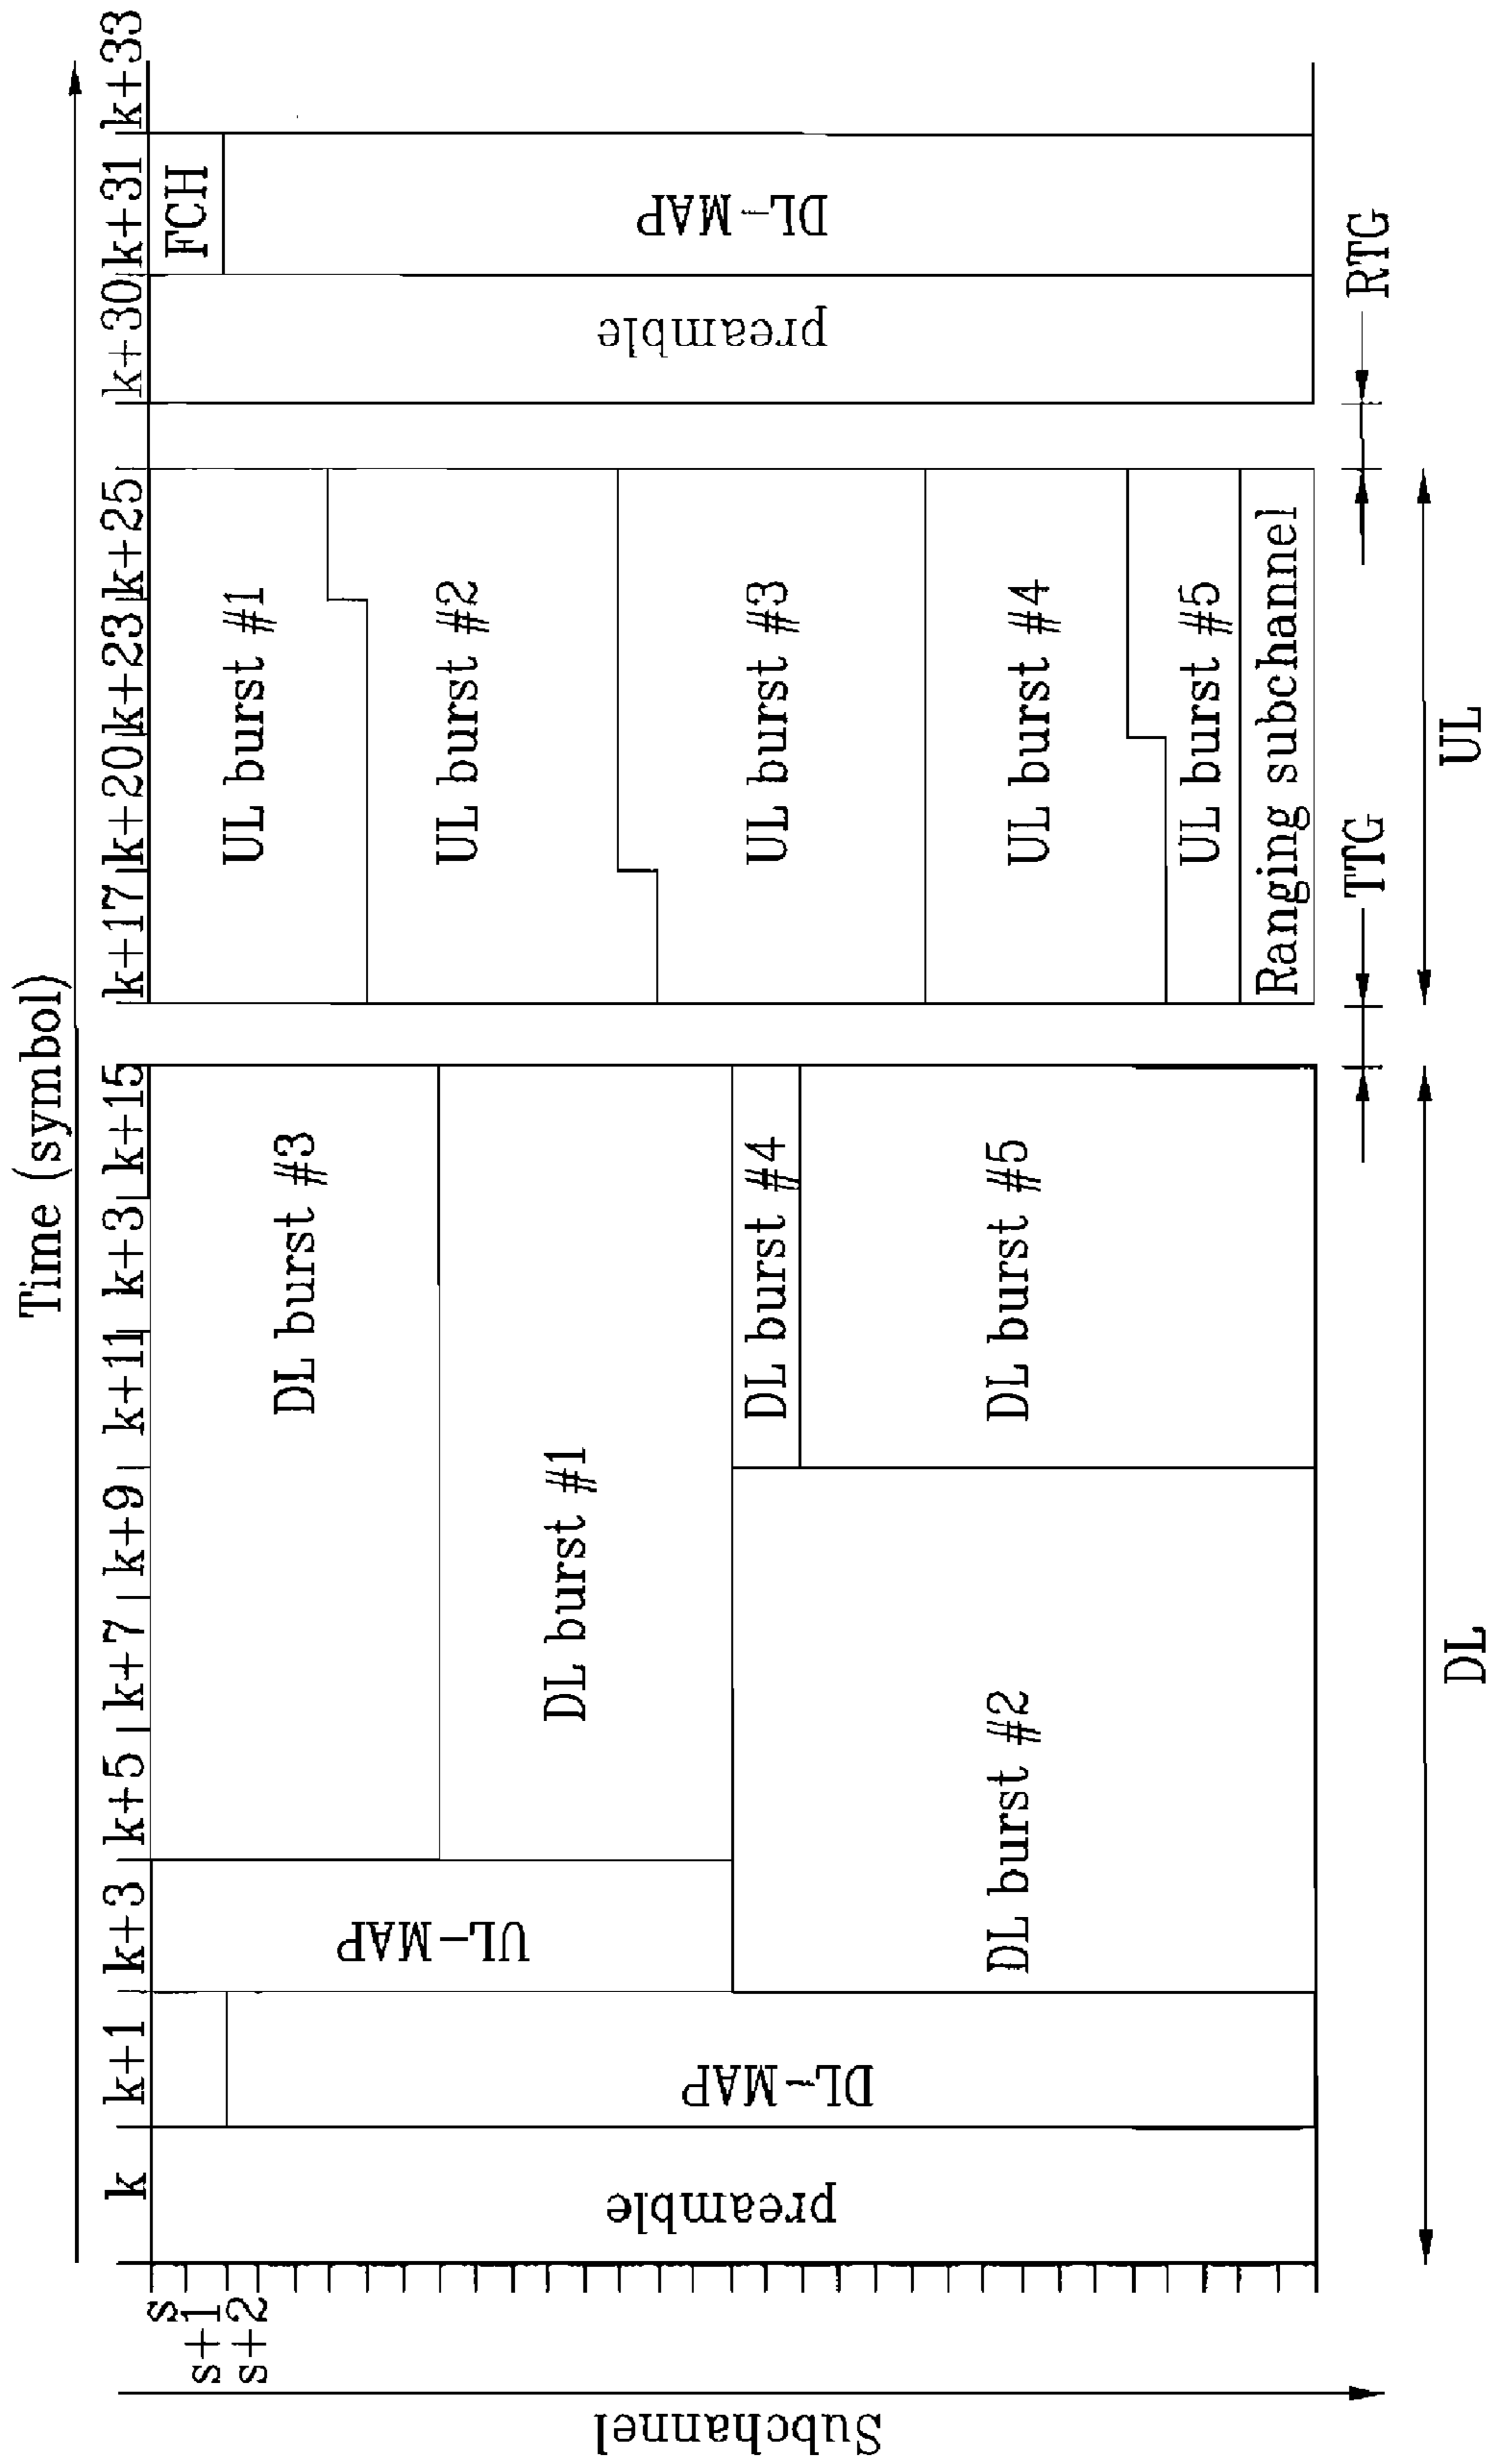 Time (symbol)
k
k+1
k+3
k+5
k+7
k+9
k+11
k+3
k+15
k+17
k+20
k+23
k+25
k+30
k+31
k+33
s
s+1
s+2
Subchannel
preamble
DL-MAP
UL-MAP
DL burst #3
DL burst #1
DL burst #2
DL burst #4
DL burst #5
UL burst #1
UL burst #2
UL burst #3
UL burst #4
UL burst #5
Ranging subchannel
preamble
FCH
DL-MAP
TTG
RTG
DL
UL